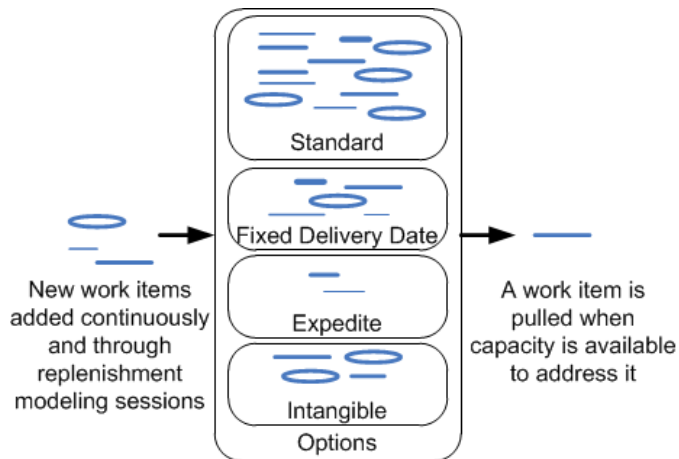 Standard
Fixed Delivery Date
Expedite
Intangible
Options
New work items
added continuously
and through
replenishment
modeling sessions
A work item is
pulled when
capacity is available
to address it